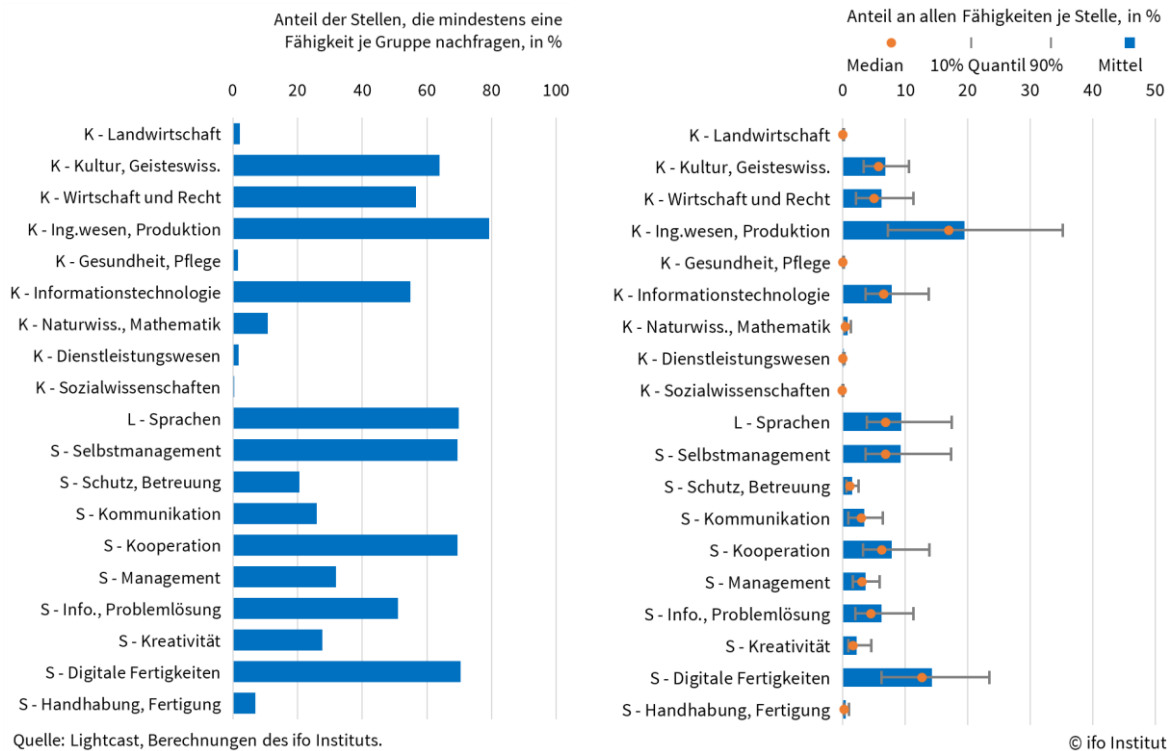 Anteil der Stellen, die mindestens eine
Fähigkeit je Gruppe nachfragen, in %
0 20 40 60 80 100
K - Landwirtschaft
K - Kultur, Geisteswiss.
K - Wirtschaft und Recht
K - Ing.wesen, Produktion
K - Gesundheit, Pflege
K - Informationstechnologie
K - Naturwiss., Mathematik
K - Dienstleistungswesen
K - Sozialwissenschaften
L - Sprachen
S - Selbstmanagement
S - Schutz, Betreuung
S - Kommunikation
S - Kooperation
S - Management
S - Info., Problemlösung
S - Kreativität
S - Digitale Fertigkeiten
S - Handhabung, Fertigung
Anteil an allen Fähigkeiten je Stelle, in %
Median 10% Quantil 90% Mittel
0 10 20 30 40 50
K - Landwirtschaft
K - Kultur, Geisteswiss.
K - Wirtschaft und Recht
K - Ing.wesen, Produktion
K - Gesundheit, Pflege
K - Informationstechnologie
K - Naturwiss., Mathematik
K - Dienstleistungswesen
K - Sozialwissenschaften
L - Sprachen
S - Selbstmanagement
S - Schutz, Betreuung
S - Kommunikation
S - Kooperation
S - Management
S - Info., Problemlösung
S - Kreativität
S - Digitale Fertigkeiten
S - Handhabung, Fertigung
Quelle: Lightcast, Berechnungen des ifo Instituts.
© ifo Institut